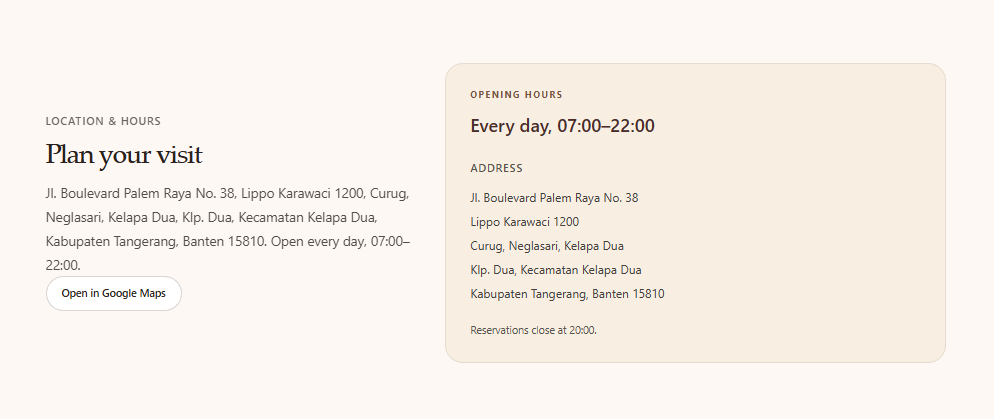 LOCATION & HOURS
Plan your visit
Jl. Boulevard Palem Raya No. 38, Lippo Karawaci 1200, Curug,
Neglasari, Kelapa Dua, Klp. Dua, Kecamatan Kelapa Dua,
Kabupaten Tangerang, Banten 15810. Open every day, 07:00–
22:00.
Open in Google Maps
OPENING HOURS
Every day, 07:00–22:00
ADDRESS
Jl. Boulevard Palem Raya No. 38
Lippo Karawaci 1200
Curug, Neglasari, Kelapa Dua
Klp. Dua, Kecamatan Kelapa Dua
Kabupaten Tangerang, Banten 15810
Reservations close at 20:00.